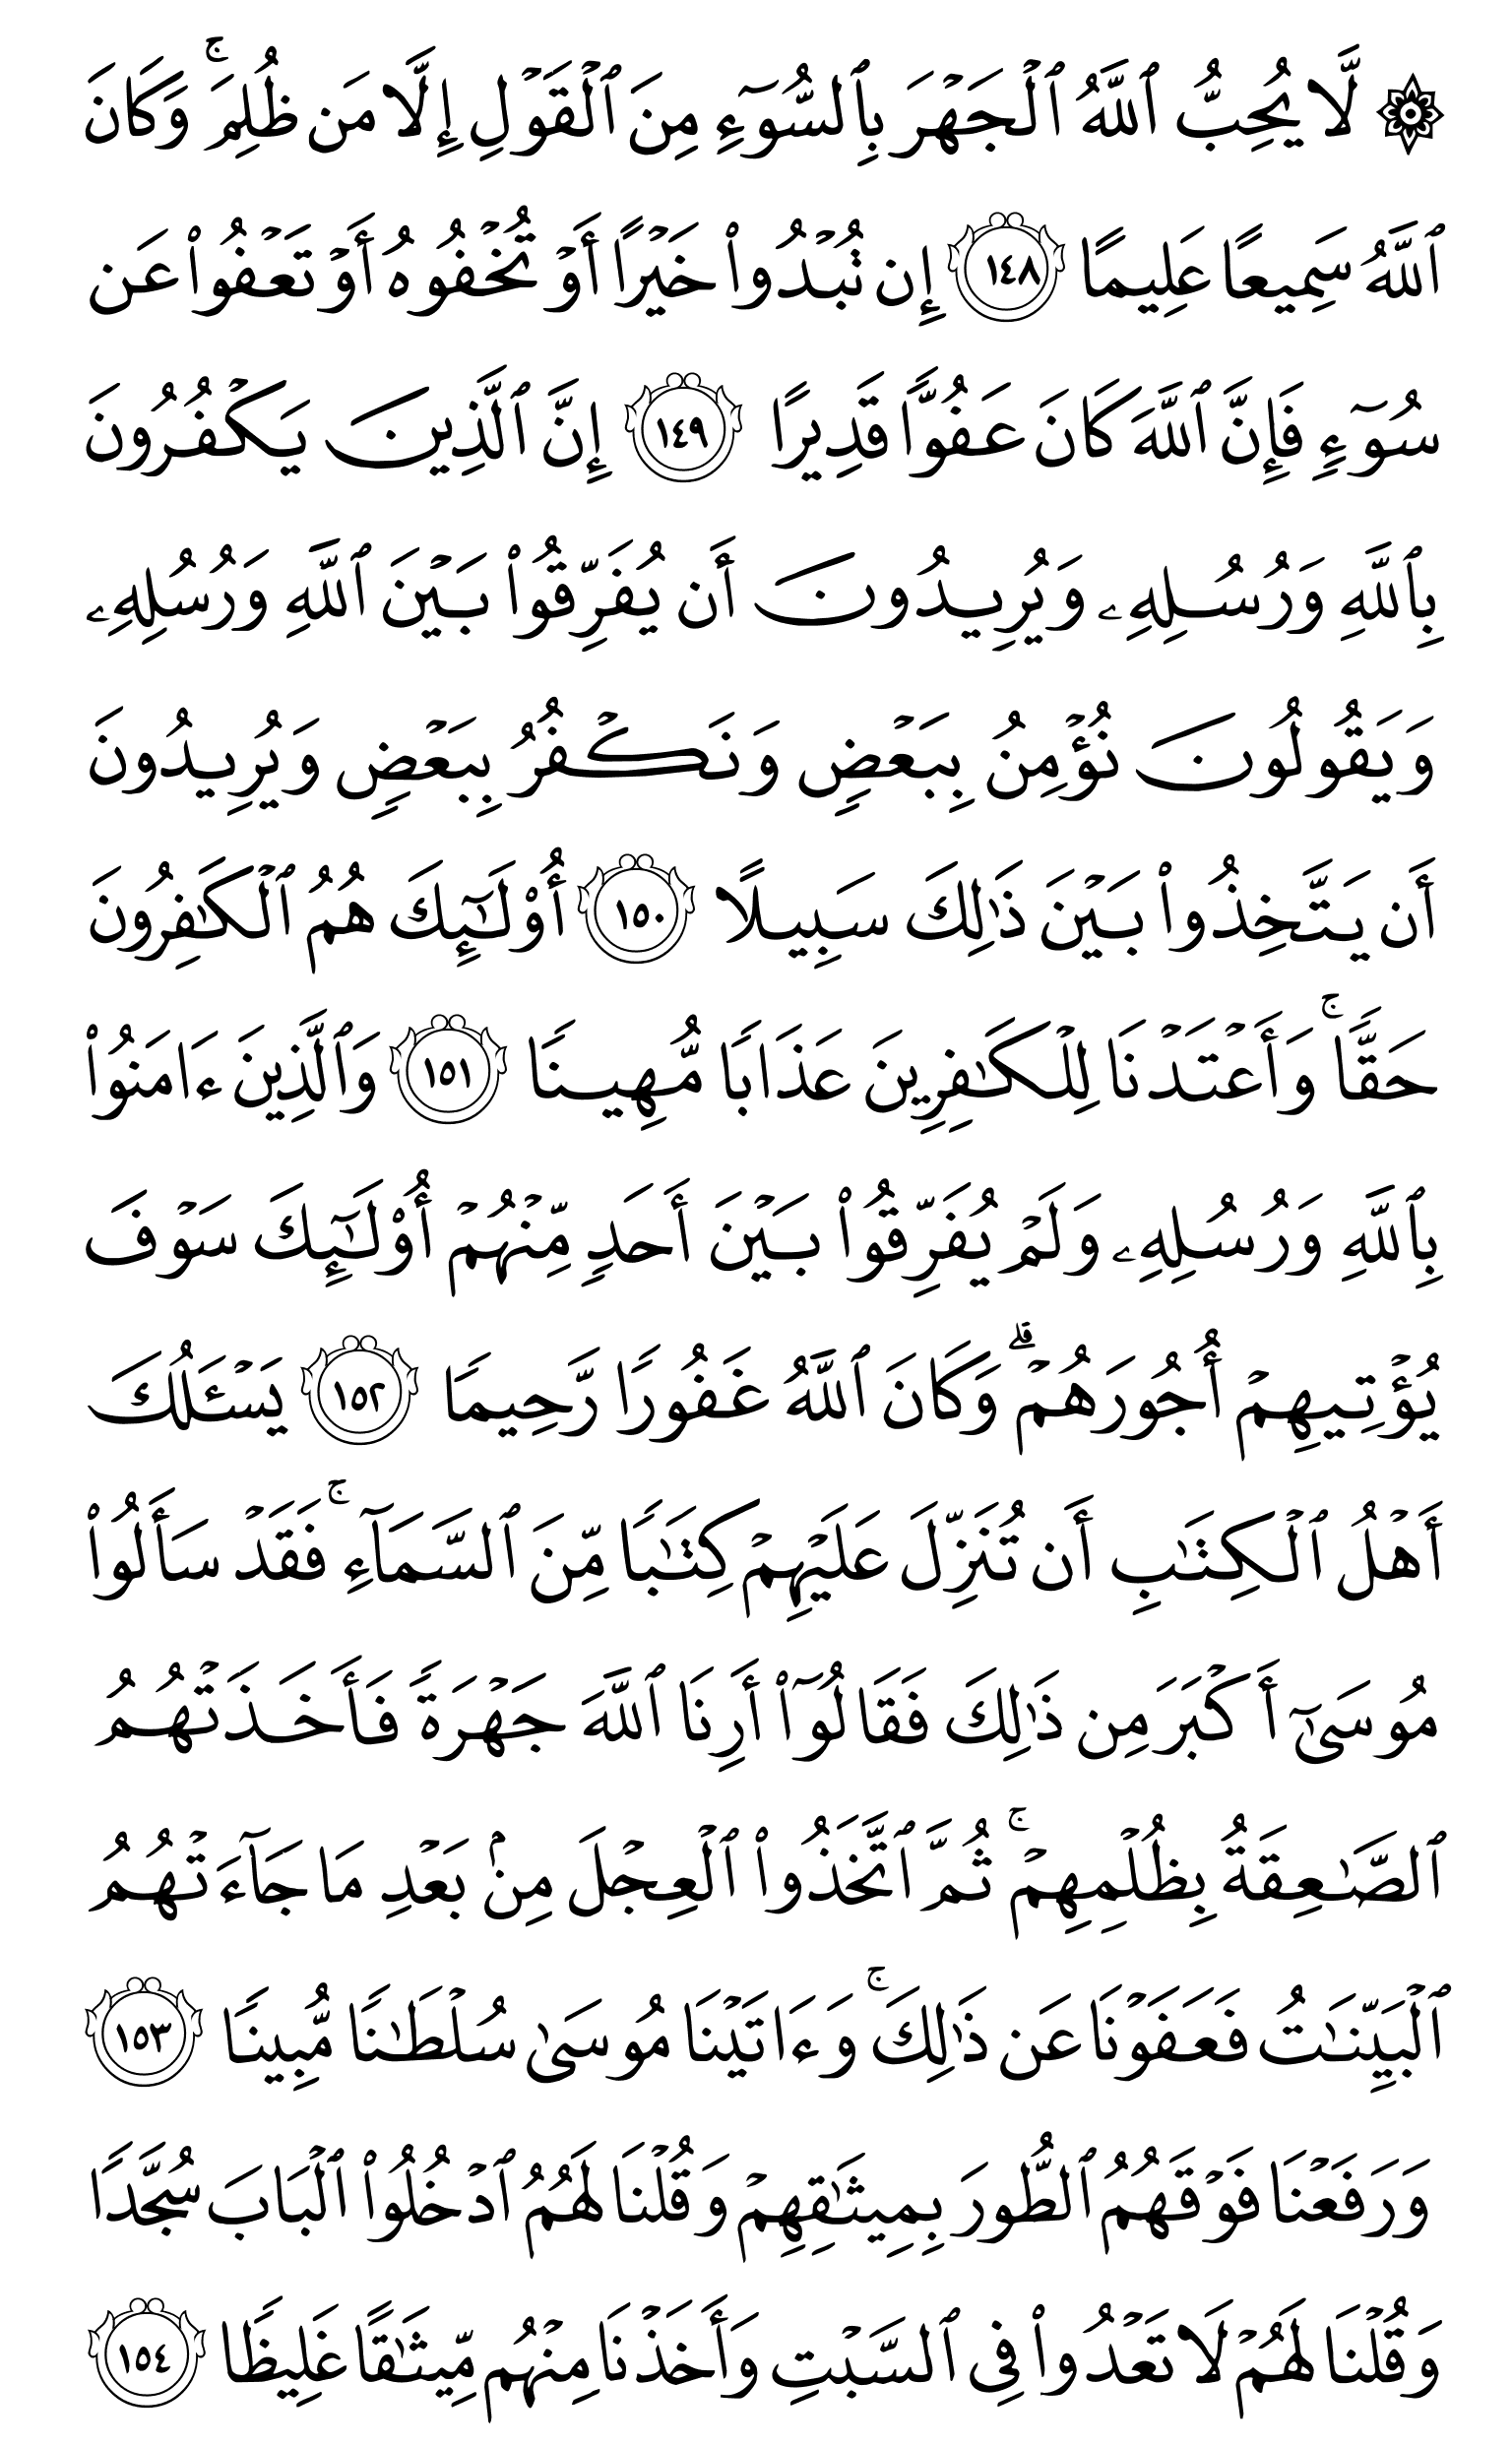 ۞ لَّا يُحِبُّ ٱللَّهُ ٱلۡجَهۡرَ بِٱلسُّوٓءِ مِنَ ٱلۡقَوۡلِ إِلَّا مَن ظُلِمَۚ وَكَانَ
ٱللَّهُ سَمِيعًا عَلِيمًا ١٤٨ إِن تُبۡدُواْ خَيۡرًا أَوۡ تُخۡفُوهُ أَوۡ تَعۡفُواْ عَن
سُوٓءٖ فَإِنَّ ٱللَّهَ كَانَ عَفُوّٗا قَدِيرًا ١٤٩ إِنَّ ٱلَّذِينَ يَكۡفُرُونَ
بِٱللَّهِ وَرُسُلِهِۦ وَيُرِيدُونَ أَن يُفَرِّقُواْ بَيۡنَ ٱللَّهِ وَرُسُلِهِۦ
وَيَقُولُونَ نُؤۡمِنُ بِبَعۡضٖ وَنَكۡفُرُ بِبَعۡضٖ وَيُرِيدُونَ
أَن يَتَّخِذُواْ بَيۡنَ ذَٰلِكَ سَبِيلًا ١٥٠ أُوْلَٰٓئِكَ هُمُ ٱلۡكَٰفِرُونَ
حَقّٗاۚ وَأَعۡتَدۡنَا لِلۡكَٰفِرِينَ عَذَابٗا مُّهِينٗا ١٥١ وَٱلَّذِينَ ءَامَنُواْ
بِٱللَّهِ وَرُسُلِهِۦ وَلَمۡ يُفَرِّقُواْ بَيۡنَ أَحَدٖ مِّنۡهُمۡ أُوْلَٰٓئِكَ سَوۡفَ
يُؤۡتِيهِمۡ أُجُورَهُمۡۗ وَكَانَ ٱللَّهُ غَفُورٗا رَّحِيمٗا ١٥٢ يَسۡـَٔلُكَ
أَهۡلُ ٱلۡكِتَٰبِ أَن تُنَزِّلَ عَلَيۡهِمۡ كِتَٰبٗا مِّنَ ٱلسَّمَآءِۚ فَقَدۡ سَأَلُواْ
مُوسَىٰٓ أَكۡبَرَ مِن ذَٰلِكَ فَقَالُوٓاْ أَرِنَا ٱللَّهَ جَهۡرَةٗ فَأَخَذَتۡهُمُ
ٱلصَّٰعِقَةُ بِظُلۡمِهِمۡۚ ثُمَّ ٱتَّخَذُواْ ٱلۡعِجۡلَ مِنۢ بَعۡدِ مَا جَآءَتۡهُمُ
ٱلۡبَيِّنَٰتُ فَعَفَوۡنَا عَن ذَٰلِكَۚ وَءَاتَيۡنَا مُوسَىٰ سُلۡطَٰنٗا مُّبِينٗا ١٥٣
وَرَفَعۡنَا فَوۡقَهُمُ ٱلطُّورَ بِمِيثَٰقِهِمۡ وَقُلۡنَا لَهُمُ ٱدۡخُلُواْ ٱلۡبَابَ سُجَّدٗا
وَقُلۡنَا لَهُمۡ لَا تَعۡدُواْ فِي ٱلسَّبۡتِ وَأَخَذۡنَا مِنۡهُم مِّيثَٰقًا غَلِيظٗا ١٥٤